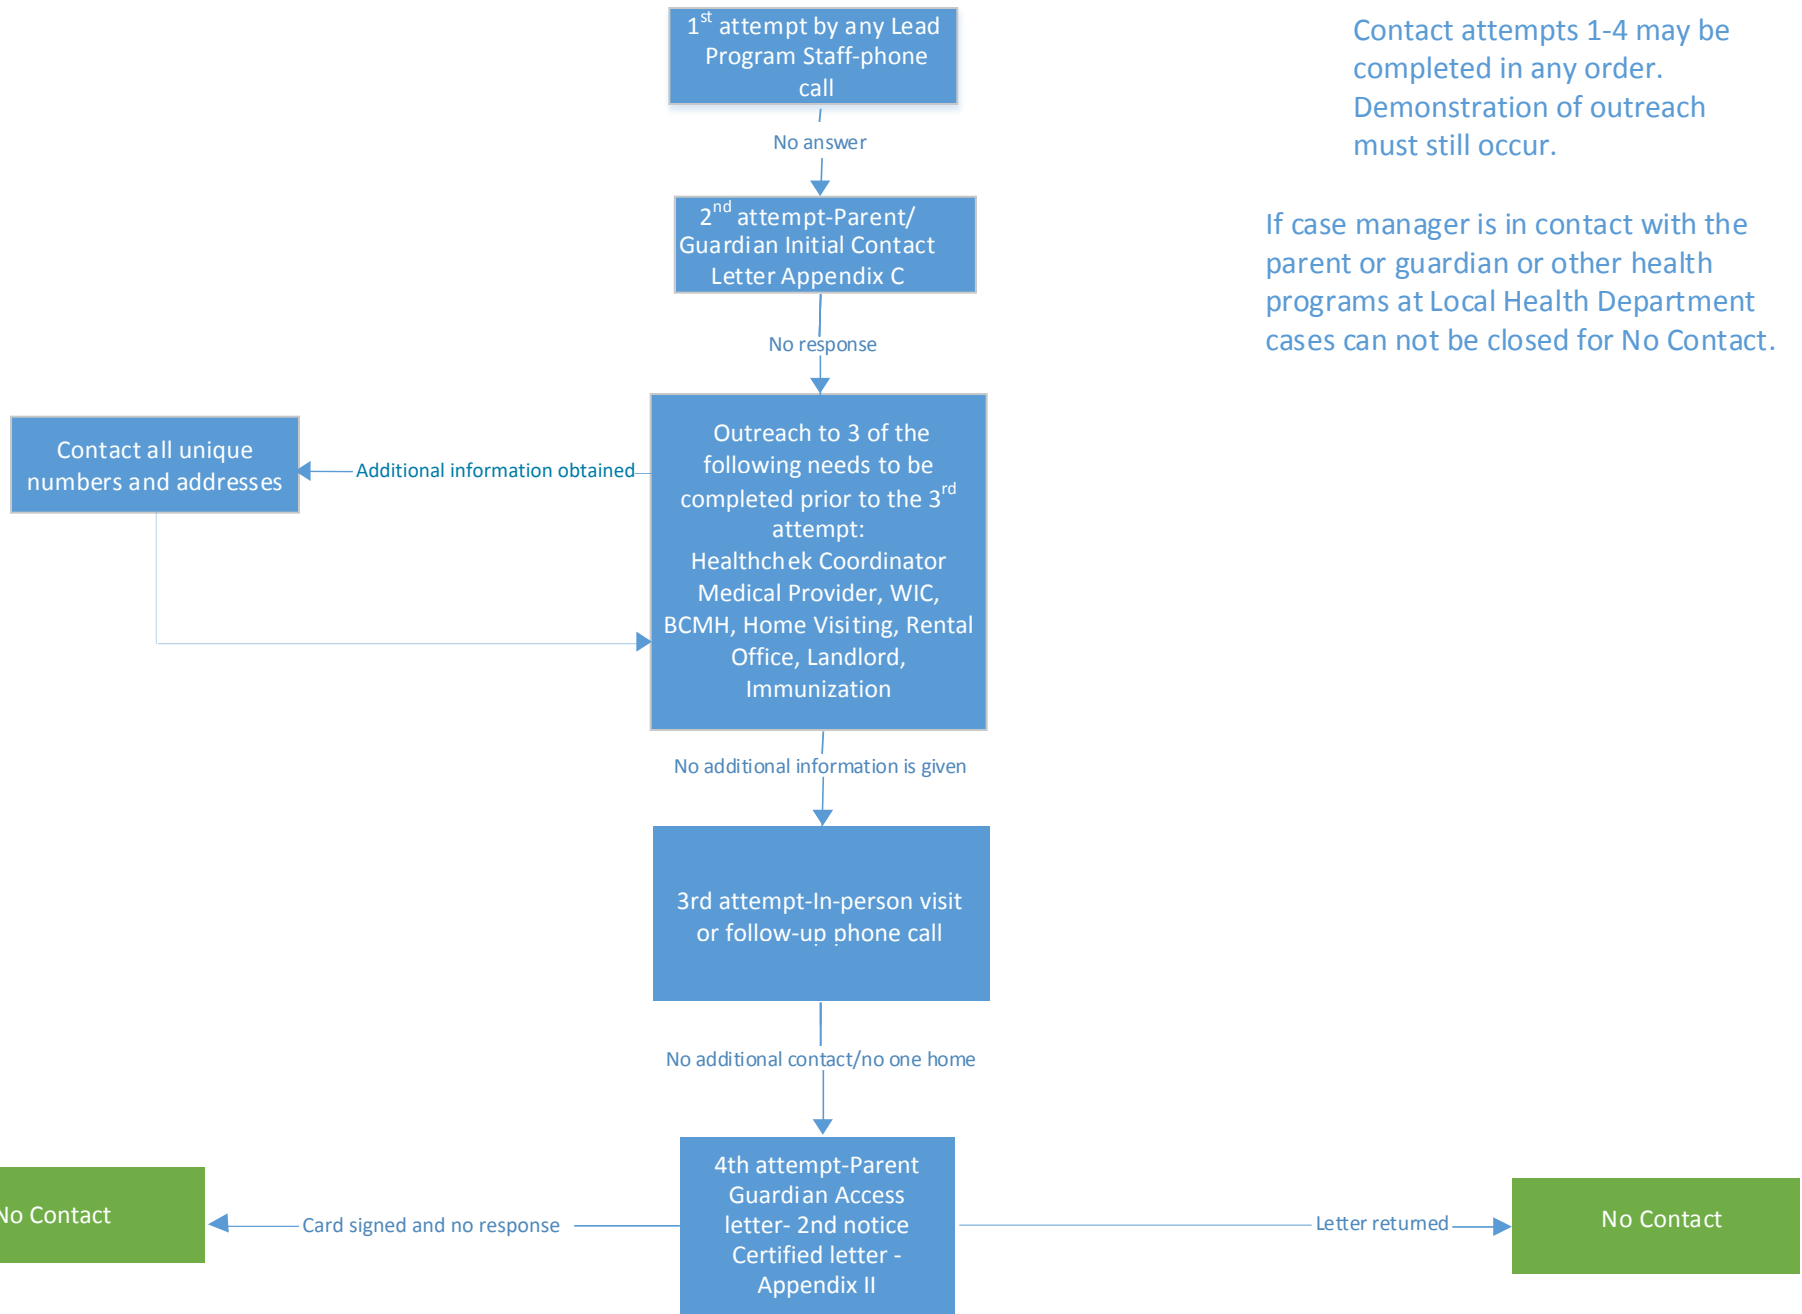 1st attempt by any Lead
Program Staff-phone
call
Contact attempts 1-4 may be
completed in any order.
Demonstration of outreach
must still occur.
No answer
2nd attempt-Parent/
Guardian Initial Contact
Letter Appendix C
If case manager is in contact with the
parent or guardian or other health
programs at Local Health Department
cases can not be closed for No Contact.
No response
Contact all unique
numbers and addresses
Additional information obtained
Outreach to 3 of the
following needs to be
completed prior to the 3rd
attempt:
Healthchek Coordinator
Medical Provider, WIC,
BCMH, Home Visiting, Rental
Office, Landlord,
Immunization
No additional information is given
3rd attempt-In-person visit
or follow-up phone call
No additional contact/no one home
4th attempt-Parent
Guardian Access
letter- 2nd notice
Certified letter -
Appendix II
Card signed and no response
No Contact
Letter returned
No Contact